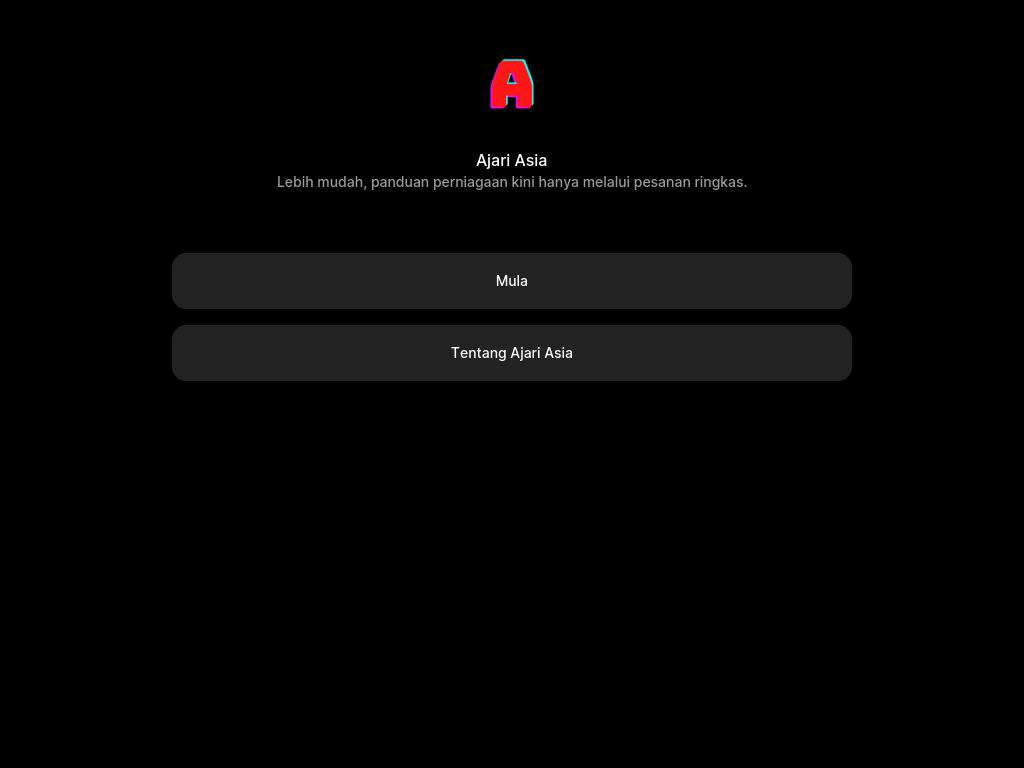 A
Ajari Asia
Lebih mudah, panduan perniagaan kini hanya melalui pesanan ringkas.
Mula
Tentang Ajari Asia